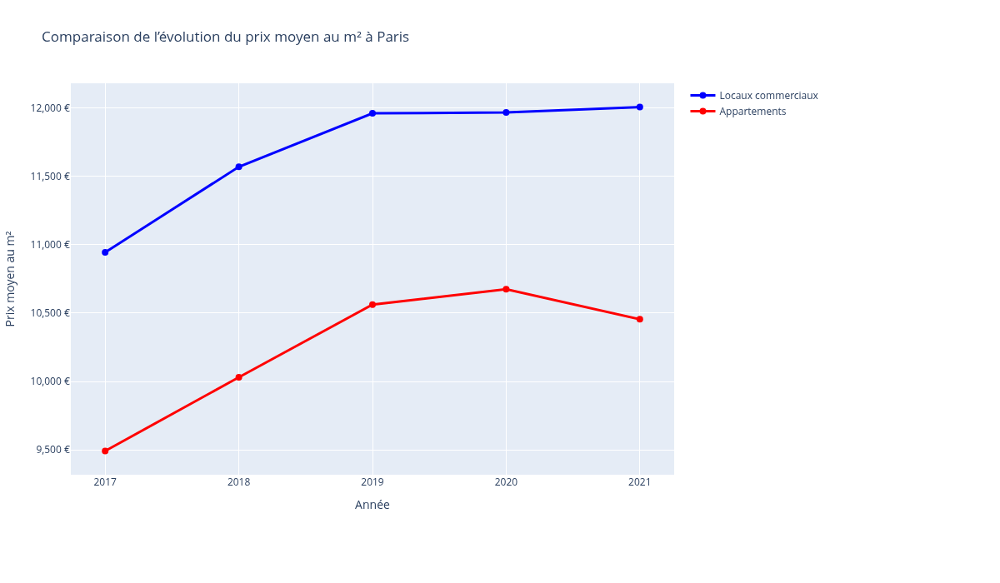 Comparaison de l’évolution du prix moyen au m² à Paris
Locaux commerciaux
Appartements
12,000 €
11,500 €
11,000 €
10,500 €
10,000 €
9,500 €
Prix moyen au m²
2017 2018 2019 2020 2021
Année